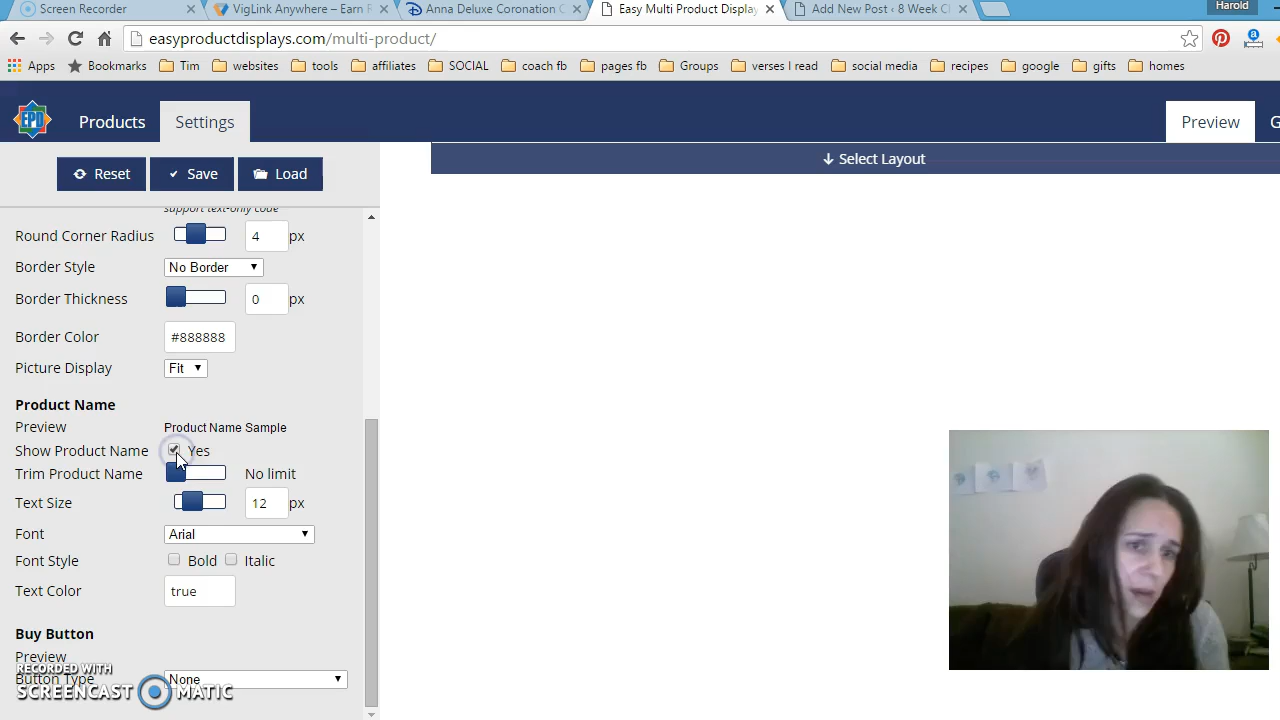 Screen Recorder × VigLink Anywhere – Earn R × Anna Deluxe Coronation C × Easy Multi Product Display × Add New Post ‹ 8 Week Cl × Harold
easyproductdisplays.com/multi-product/
Apps Bookmarks Tim websites tools affiliates SOCIAL coach fb pages fb Groups verses I read social media recipes google gifts homes
EPD Products Settings Preview G
Reset Save Load
Select Layout
support text-only code
Round Corner Radius 4 px
Border Style No Border
Border Thickness 0 px
Border Color #888888
Picture Display Fit
Product Name
Preview Product Name Sample
Show Product Name Yes
Trim Product Name No limit
Text Size 12 px
Font Arial
Font Style Bold Italic
Text Color true
Buy Button
Preview
RECORDED WITH
Button Type None
SCREENCAST MATIC